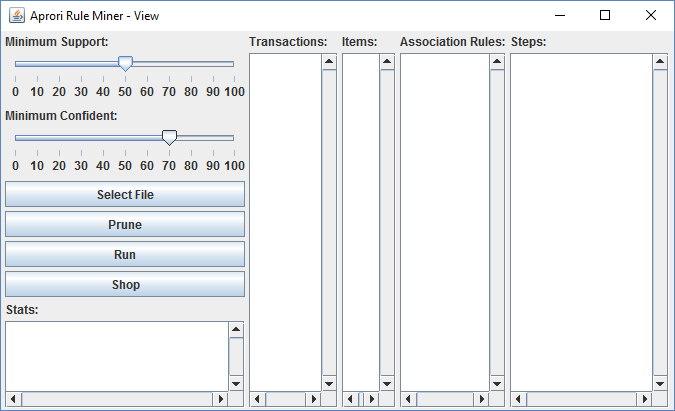 Aprori Rule Miner - View
Minimum Support:
0 10 20 30 40 50 60 70 80 90 100
Minimum Confident:
0 10 20 30 40 50 60 70 80 90 100
Select File
Prune
Run
Shop
Stats:
Transactions:
Items:
Association Rules:
Steps: